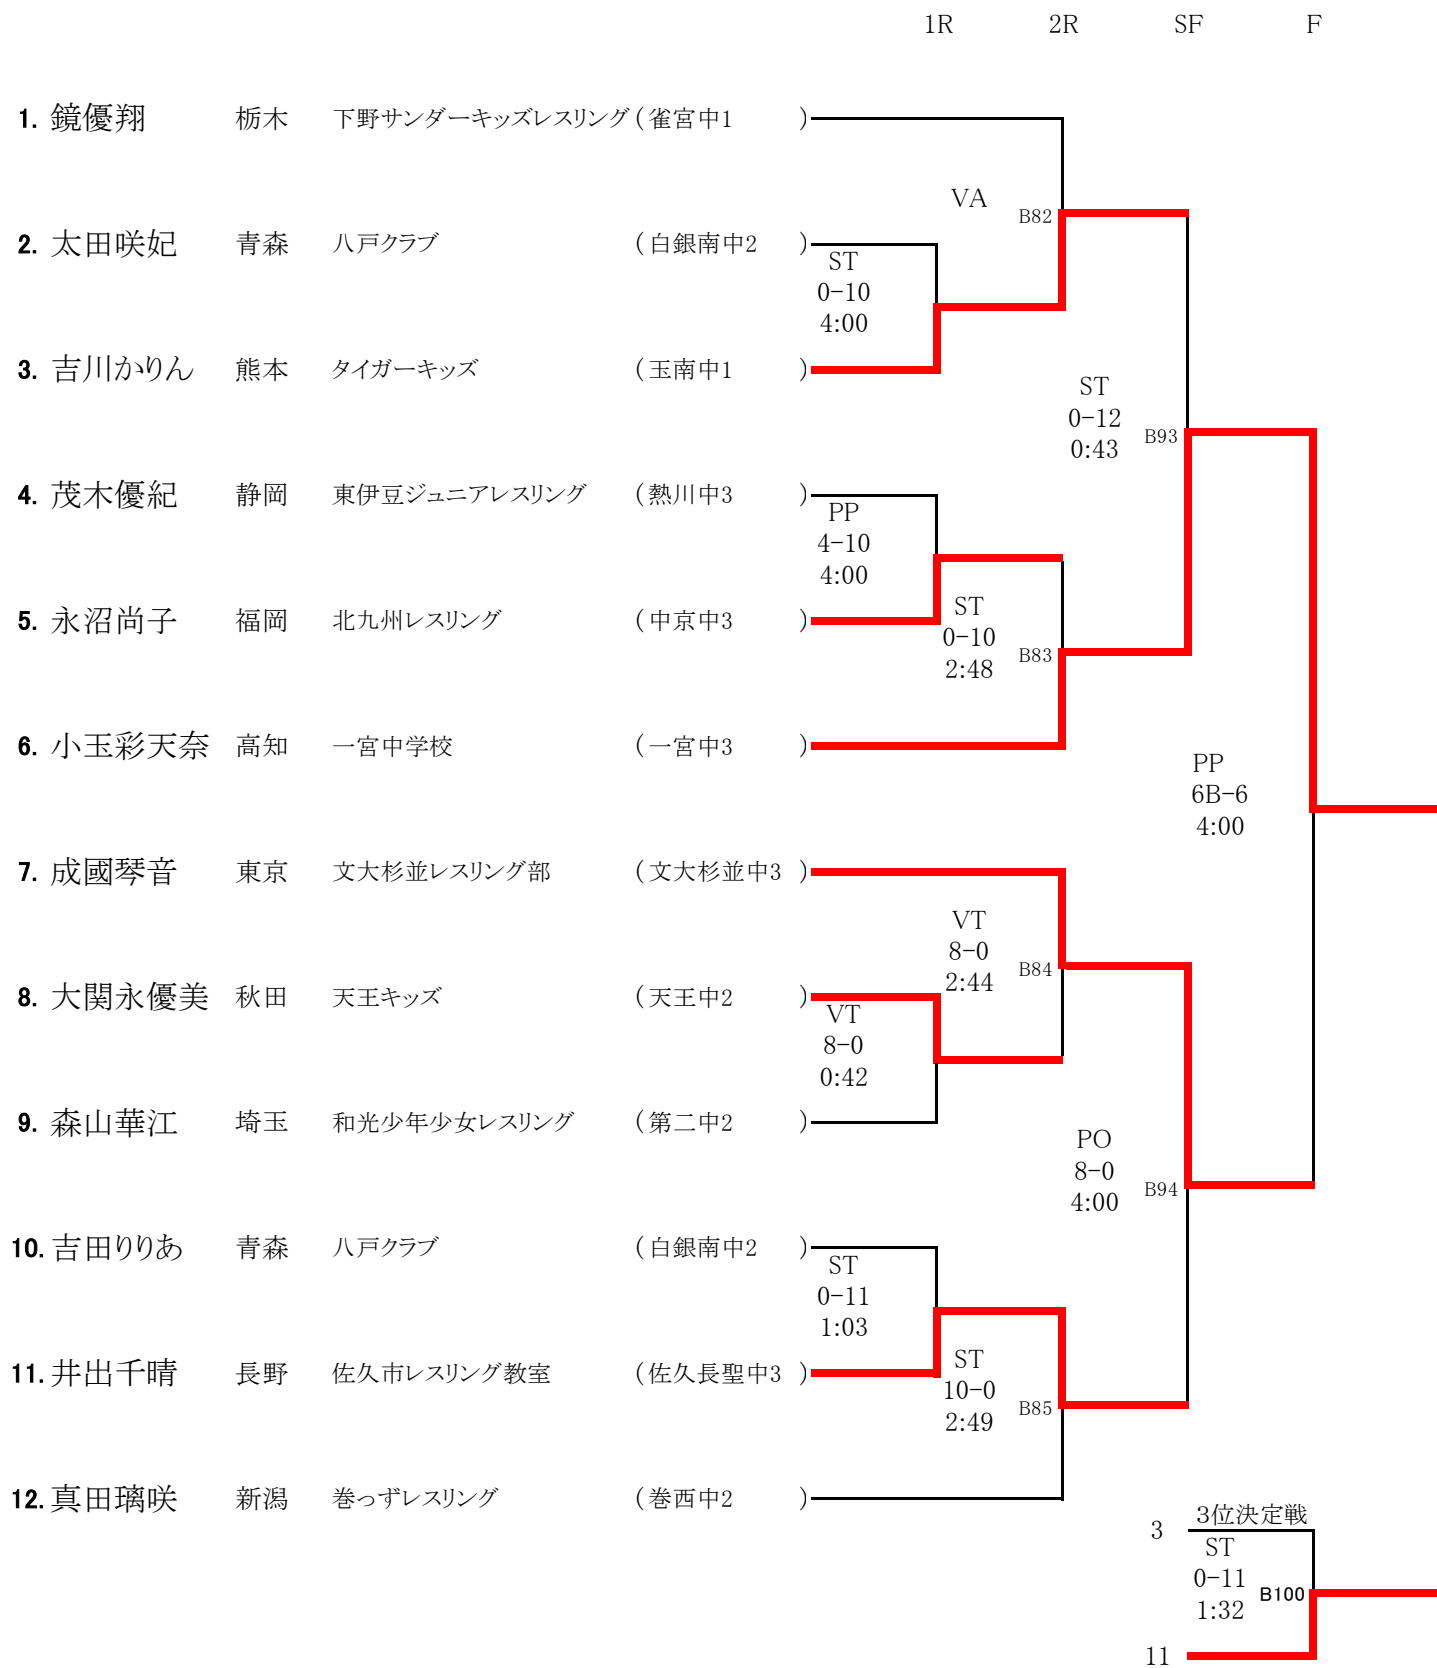 1R 2R SF F
1. 鏡優翔 栃木 下野サンダーキッズレスリング (雀宮中1 )
VA B82
2. 太田咲妃 青森 八戸クラブ (白銀南中2 )
ST
0-10
4:00
3. 吉川かりん 熊本 タイガーキッズ (玉南中1 )
ST
0-12
0:43
B93
4. 茂木優紀 静岡 東伊豆ジュニアレスリング (熱川中3 )
PP
4-10
4:00
5. 永沼尚子 福岡 北九州レスリング (中京中3 )
ST
0-10
2:48
B83
6. 小玉彩天奈 高知 一宮中学校 (一宮中3 )
PP
6B-6
4:00
7. 成國琴音 東京 文大杉並レスリング部 (文大杉並中3 )
VT
8-0
2:44
B84
8. 大関永優美 秋田 天王キッズ (天王中2 )
VT
8-0
0:42
9. 森山華江 埼玉 和光少年少女レスリング (第二中2 )
PO
8-0
4:00
B94
10. 吉田りりあ 青森 八戸クラブ (白銀南中2 )
ST
0-11
1:03
11. 井出千晴 長野 佐久市レスリング教室 (佐久長聖中3 )
ST
10-0
2:49
B85
12. 真田璃咲 新潟 巻っずレスリング (巻西中2 )
3位決定戦
3
ST
0-11
1:32
B100
11